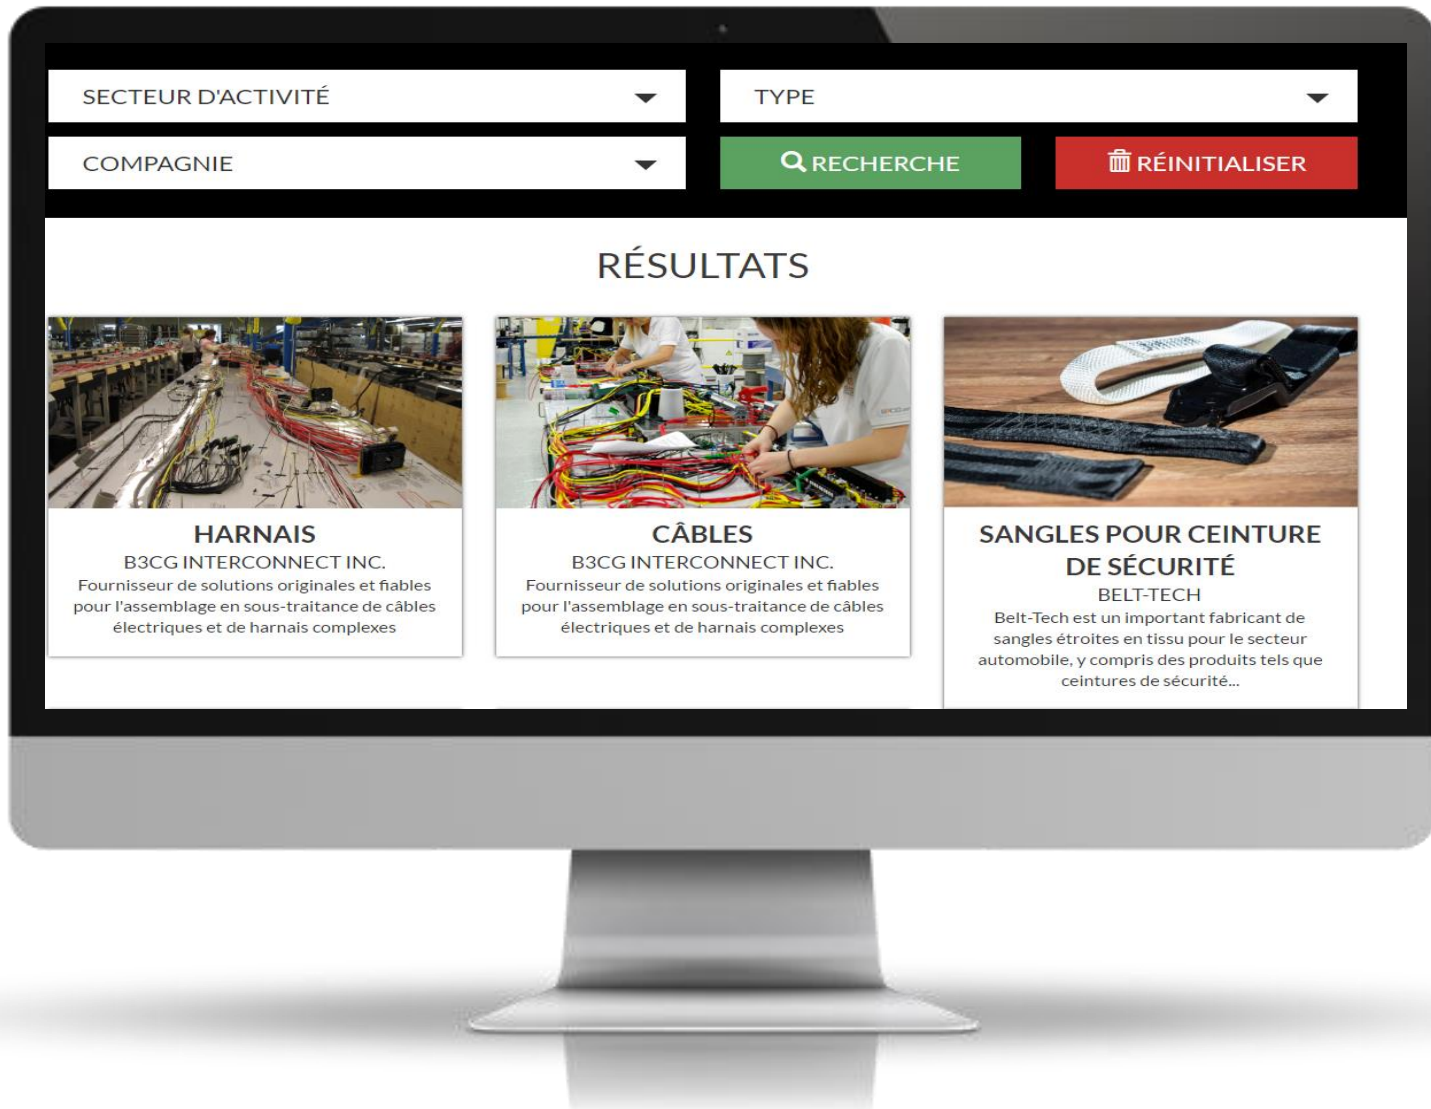 SECTEUR D'ACTIVITÉ
TYPE
COMPAGNIE
RECHERCHE
RÉINITIALISER
RÉSULTATS
HARNAIS
B3CG INTERCONNECT INC.
Fournisseur de solutions originales et fiables
pour l'assemblage en sous-traitance de câbles
électriques et de harnais complexes
CÂBLES
B3CG INTERCONNECT INC.
Fournisseur de solutions originales et fiables
pour l'assemblage en sous-traitance de câbles
électriques et de harnais complexes
SANGLES POUR CEINTURE
DE SÉCURITÉ
BELT-TECH
Belt-Tech est un important fabricant de
sangles étroites en tissu pour le secteur
automobile, y compris des produits tels que
ceintures de sécurité...